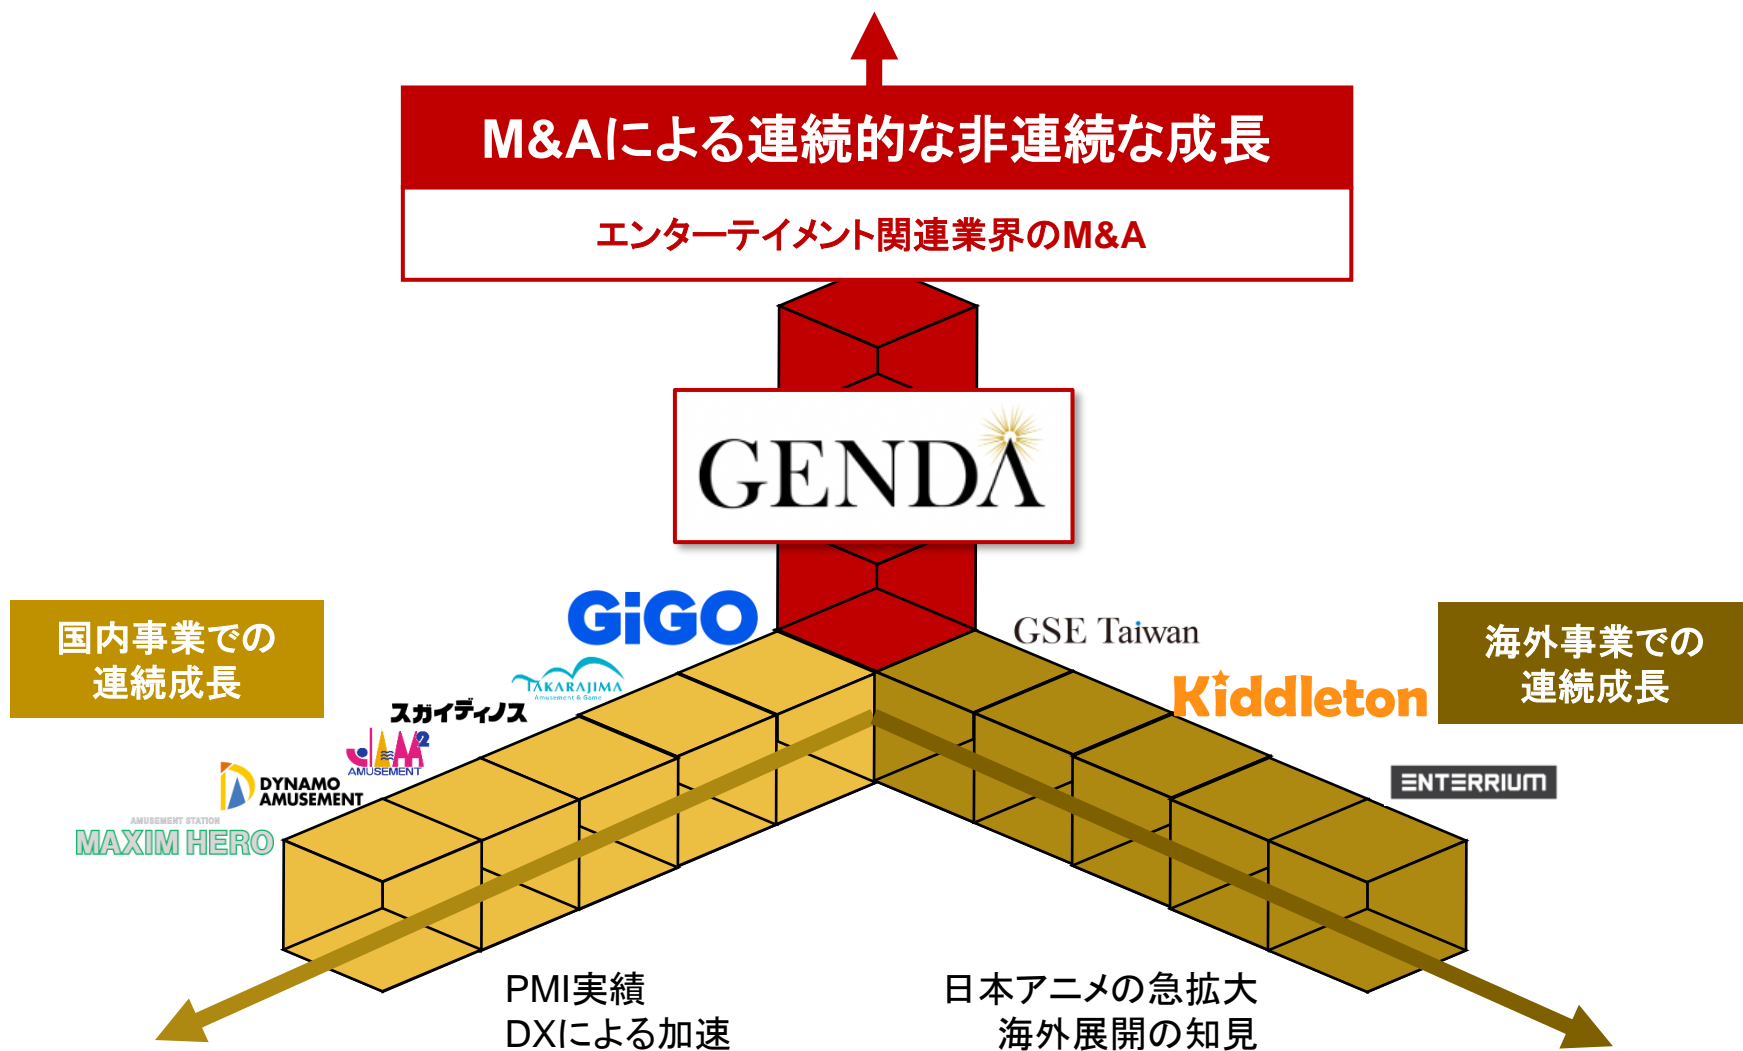 M&Aによる連続的な非連続な成長
エンターテイメント関連業界のM&A
GENDA
国内事業での
連続成長
GiGO
TAKARAJIMA
Amusement & Game
スガイディノス
JAM2
AMUSEMENT
DYNAMO
AMUSEMENT
AMUSEMENT STATION
MAXIM HERO
GSE Taiwan
Kiddleton
ENTERRIUM
海外事業での
連続成長
PMI実績
DXによる加速
日本アニメの急拡大
海外展開の知見